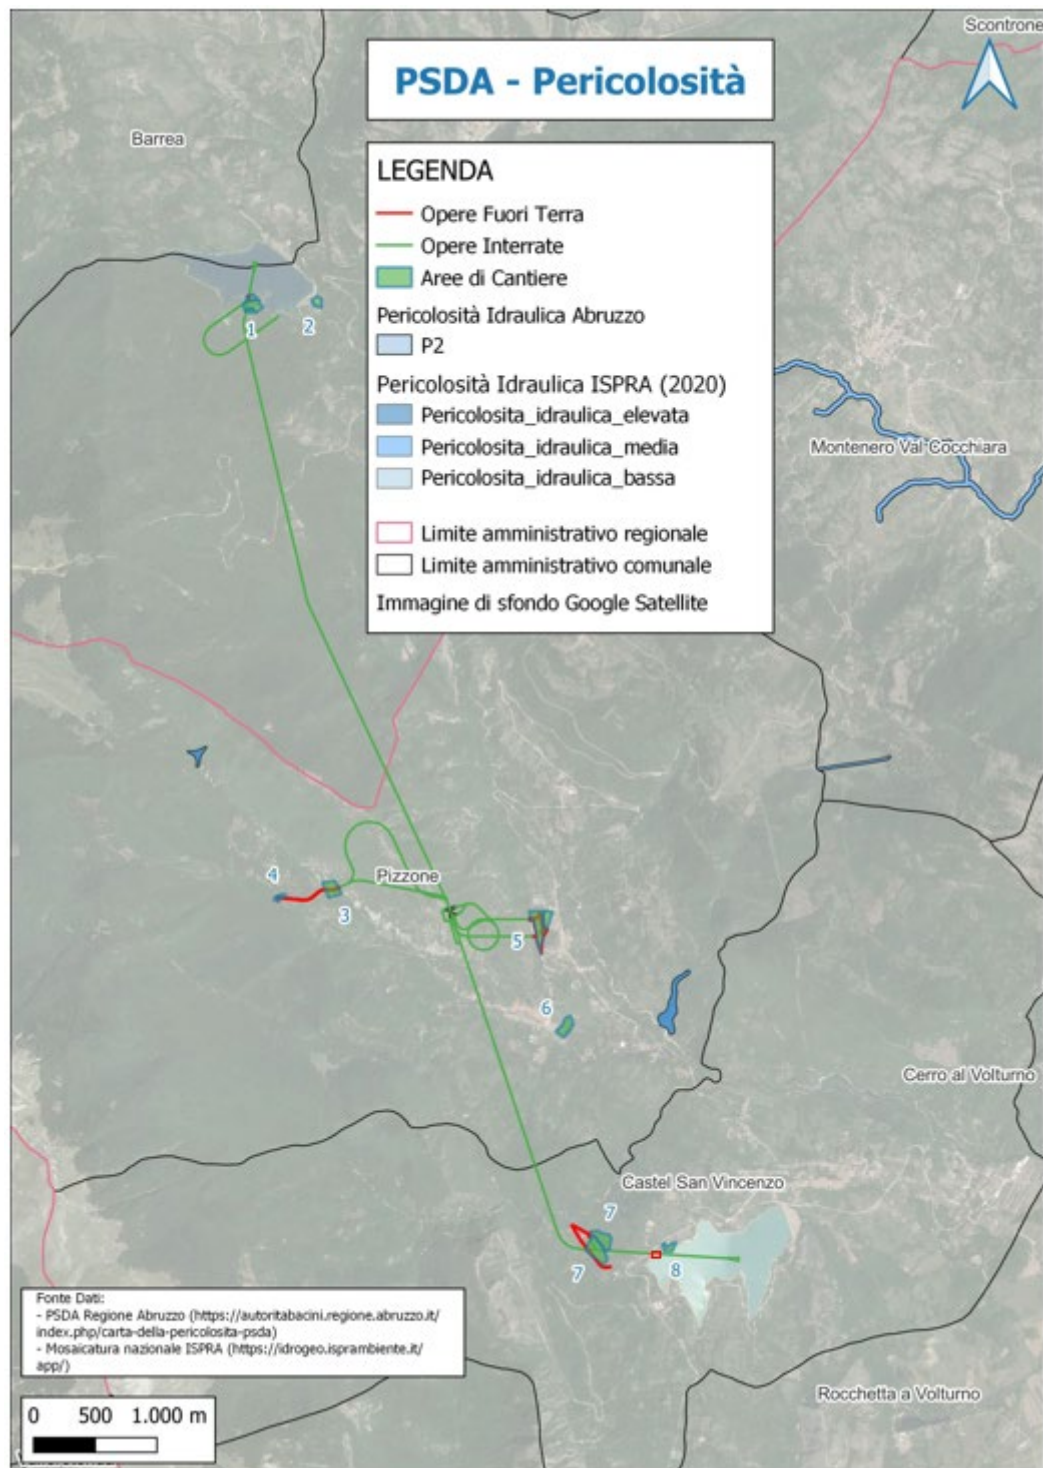 Scontrone
PSDA - Pericolosità
Barrea
LEGENDA
Opere Fuori Terra
Opere Interrate
Aree di Cantiere
Pericolosità Idraulica Abruzzo
P2
Pericolosità Idraulica ISPRA (2020)
Pericolosita_idraulica_elevata
Pericolosita_idraulica_media
Pericolosita_idraulica_bassa
Limite amministrativo regionale
Limite amministrativo comunale
Immagine di sfondo Google Satellite
1
2
Montenero Val Cocchiara
4
Pizzone
3
5
6
Cerro al Volturno
Castel San Vincenzo
7
7
8
Fonte Dati:
- PSDA Regione Abruzzo (https://autoritabacini.regione.abruzzo.it/
index.php/carta-della-pericolosita-psda)
- Mosaicatura nazionale ISPRA (https://idrogeo.isprambiente.it/
app/)
Rocchetta a Volturno
0 500 1.000 m